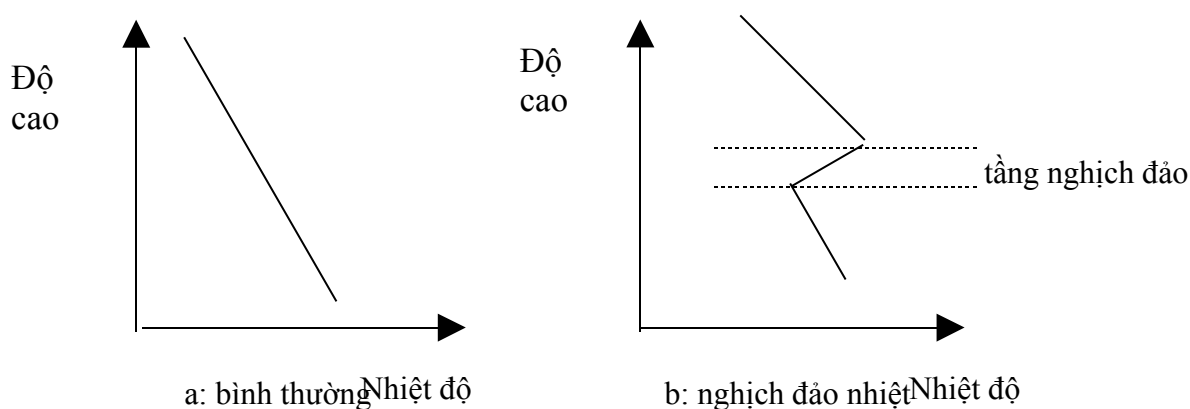 Độ
cao
Độ
cao
tầng nghịch đảo
a: bình thường
Nhiệt độ
b: nghịch đảo nhiệt
Nhiệt độ